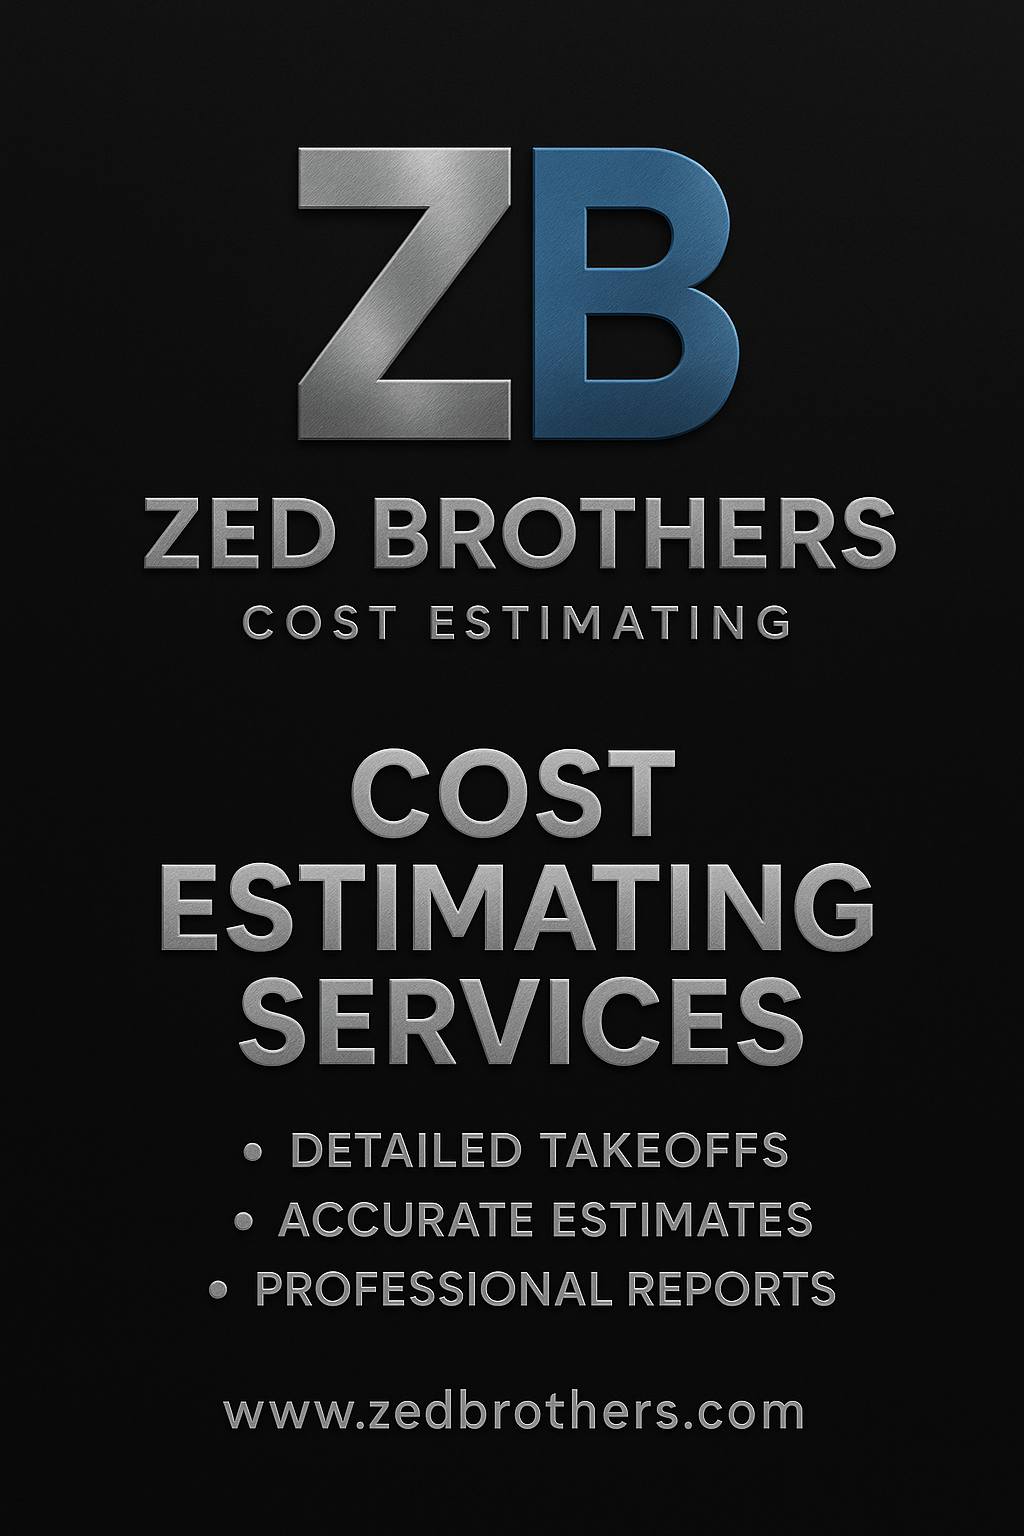 ZB
ZED BROTHERS
COST ESTIMATING
COST
ESTIMATING
SERVICES
• DETAILED TAKEOFFS
• ACCURATE ESTIMATES
• PROFESSIONAL REPORTS
www.zedbrothers.com